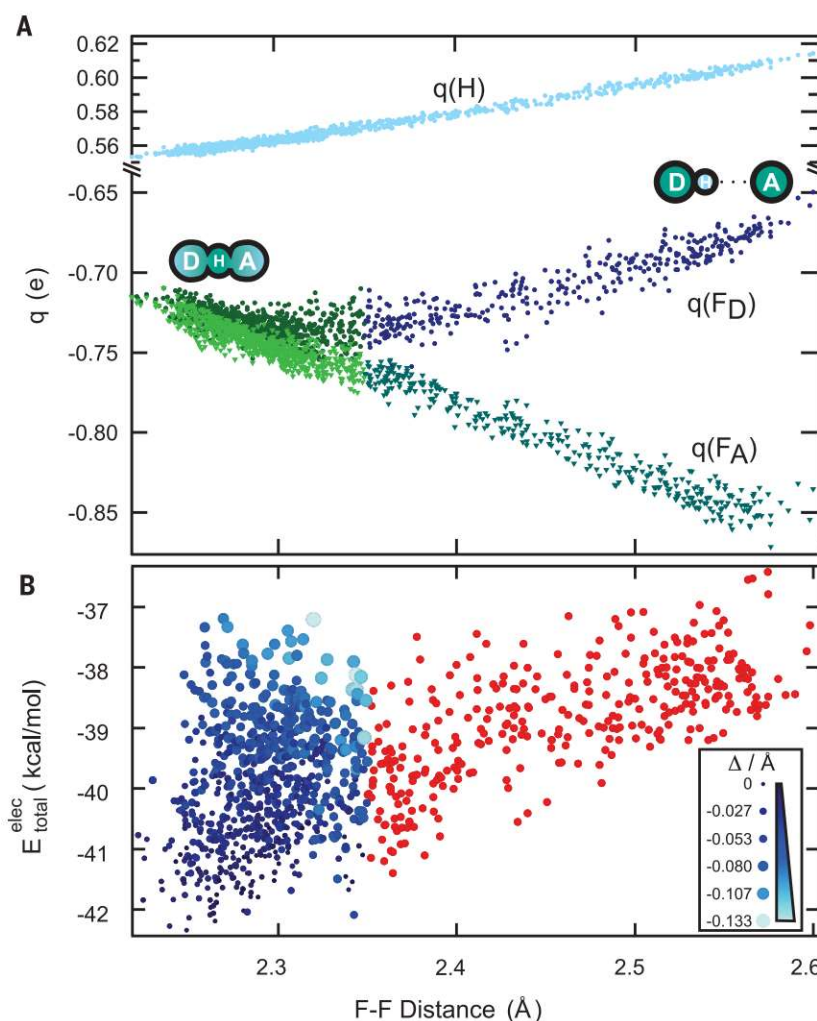 A
0.62
0.60
0.58
0.56
-0.65
-0.70
-0.75
-0.80
-0.85
q (e)
q(H)
D H A
D H A
q(F_D)
q(F_A)
B
-37
-38
-39
-40
-41
-42
E elec total (kcal/mol)
Δ / Å
0
-0.027
-0.053
-0.080
-0.107
-0.133
2.3 2.4 2.5 2.6
F-F Distance (Å)